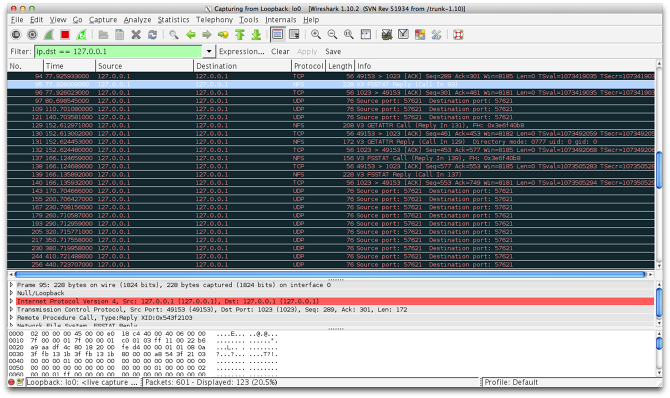 Capturing from Loopback: lo0   [Wireshark 1.10.2  (SVN Rev 51934 from /trunk-1.10)]
File Edit View Go Capture Analyze Statistics Telephony Tools Internals Help
Filter: ip.dst == 127.0.0.1 Expression... Clear Apply Save
No. Time Source Destination Protocol Length Info
94 77.925933000 127.0.0.1 127.0.0.1 TCP 56 49153 > 1023 [ACK] Seq=289 Ack=301 Win=8185 Len=0 TSval=1073419035 TSecr=107341903
NFS 228 V3 FSSTAT Reply (Call In 93)
96 77.926023000 127.0.0.1 127.0.0.1 TCP 56 1023 > 49153 [ACK] Seq=301 Ack=461 Win=8181 Len=0 TSval=1073419035 TSecr=107341903
97 80.698545000 127.0.0.1 127.0.0.1 UDP 76 Source port: 57621  Destination port: 57621
109 110.701080000 127.0.0.1 127.0.0.1 UDP 76 Source port: 57621  Destination port: 57621
121 140.703581000 127.0.0.1 127.0.0.1 UDP 76 Source port: 57621  Destination port: 57621
129 152.612971000 127.0.0.1 127.0.0.1 NFS 208 V3 GETATTR Call (Reply In 131), FH: 0x3e6f40b8
130 152.613002000 127.0.0.1 127.0.0.1 TCP 56 49153 > 1023 [ACK] Seq=461 Ack=453 Win=8185 Len=0 TSval=1073492059 TSecr=107349205
131 152.624453000 127.0.0.1 127.0.0.1 NFS 172 V3 GETATTR Reply (Call In 129)  Directory mode: 0777 uid: 0 gid: 0
132 152.624480000 127.0.0.1 127.0.0.1 TCP 56 1023 > 49153 [ACK] Seq=453 Ack=577 Win=8185 Len=0 TSval=1073492068 TSecr=107349206
137 166.124659000 127.0.0.1 127.0.0.1 NFS 156 V3 FSSTAT Call (Reply In 139), FH: 0x3e6f40b8
138 166.124689000 127.0.0.1 127.0.0.1 TCP 56 49153 > 1023 [ACK] Seq=577 Ack=553 Win=8185 Len=0 TSval=1073505283 TSecr=107350528
139 166.135892000 127.0.0.1 127.0.0.1 NFS 228 V3 FSSTAT Reply (Call In 137)
140 166.135932000 127.0.0.1 127.0.0.1 TCP 56 1023 > 49153 [ACK] Seq=553 Ack=749 Win=8181 Len=0 TSval=1073505294 TSecr=107350529
143 170.704666000 127.0.0.1 127.0.0.1 UDP 76 Source port: 57621  Destination port: 57621
155 200.706427000 127.0.0.1 127.0.0.1 UDP 76 Source port: 57621  Destination port: 57621
167 230.708156000 127.0.0.1 127.0.0.1 UDP 76 Source port: 57621  Destination port: 57621
179 260.710587000 127.0.0.1 127.0.0.1 UDP 76 Source port: 57621  Destination port: 57621
193 290.712959000 127.0.0.1 127.0.0.1 UDP 76 Source port: 57621  Destination port: 57621
205 320.715771000 127.0.0.1 127.0.0.1 UDP 76 Source port: 57621  Destination port: 57621
217 350.717558000 127.0.0.1 127.0.0.1 UDP 76 Source port: 57621  Destination port: 57621
230 380.719958000 127.0.0.1 127.0.0.1 UDP 76 Source port: 57621  Destination port: 57621
244 410.721488000 127.0.0.1 127.0.0.1 UDP 76 Source port: 57621  Destination port: 57621
256 440.723707000 127.0.0.1 127.0.0.1 UDP 76 Source port: 57621  Destination port: 57621
Frame 95: 228 bytes on wire (1824 bits), 228 bytes captured (1824 bits) on interface 0
Null/Loopback
Internet Protocol Version 4, Src: 127.0.0.1 (127.0.0.1), Dst: 127.0.0.1 (127.0.0.1)
Transmission Control Protocol, Src Port: 49153 (49153), Dst Port: 1023 (1023), Seq: 289, Ack: 301, Len: 172
Remote Procedure Call, Type:Reply XID:0x543f2103
Network File System, FSSTAT Reply
0000 02 00 00 00 45 00 00 e0 18 c4 40 00 40 06 00 00 ....E... ..@.@...
0010 7f 00 00 01 7f 00 00 01 c0 01 03 ff 11 00 22 b6 ........ ......".
0020 a9 aa df 4c 80 18 20 00 fe d4 00 00 01 01 08 0a ...L.. . ........
0030 3f fb 13 1b 3f fb 13 1b 80 00 00 a8 54 3f 21 03 ?...?... ....T?!.
0040 00 00 00 01 00 00 00 00 00 00 00 00 00 00 00 00 ........ ........
Loopback: lo0: <live capture ... Packets: 601 - Displayed: 123 (20.5%) Profile: Default